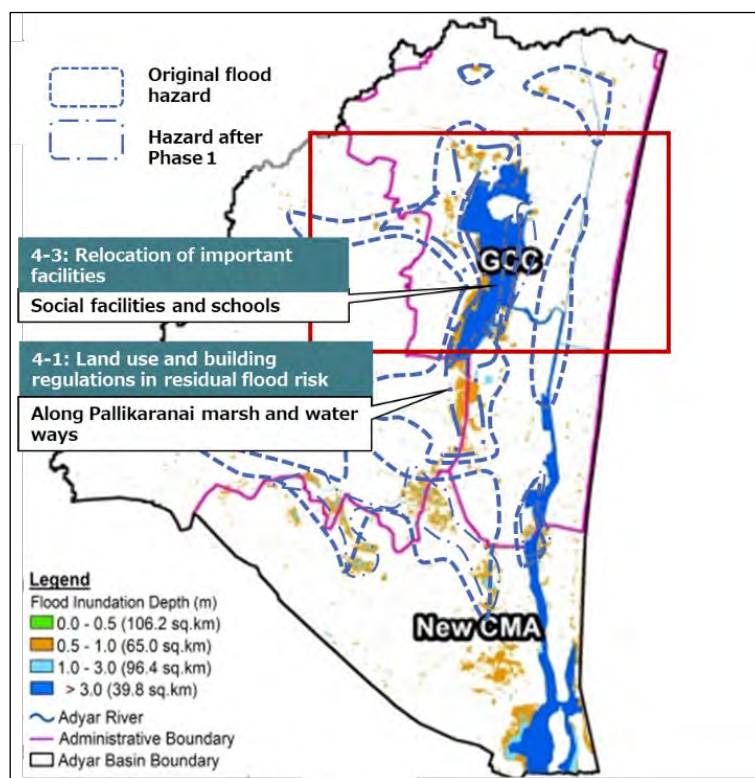 Original flood
hazard
Hazard after
Phase 1
4-3: Relocation of important
facilities
Social facilities and schools
GCC
4-1: Land use and building
regulations in residual flood risk
Along Pallikaranai marsh and water
ways
New CMA
Legend
Flood Inundation Depth (m)
0.0 - 0.5 (106.2 sq.km)
0.5 - 1.0 (65.0 sq.km)
1.0 - 3.0 (96.4 sq.km)
> 3.0 (39.8 sq.km)
Adyar River
Administrative Boundary
Adyar Basin Boundary